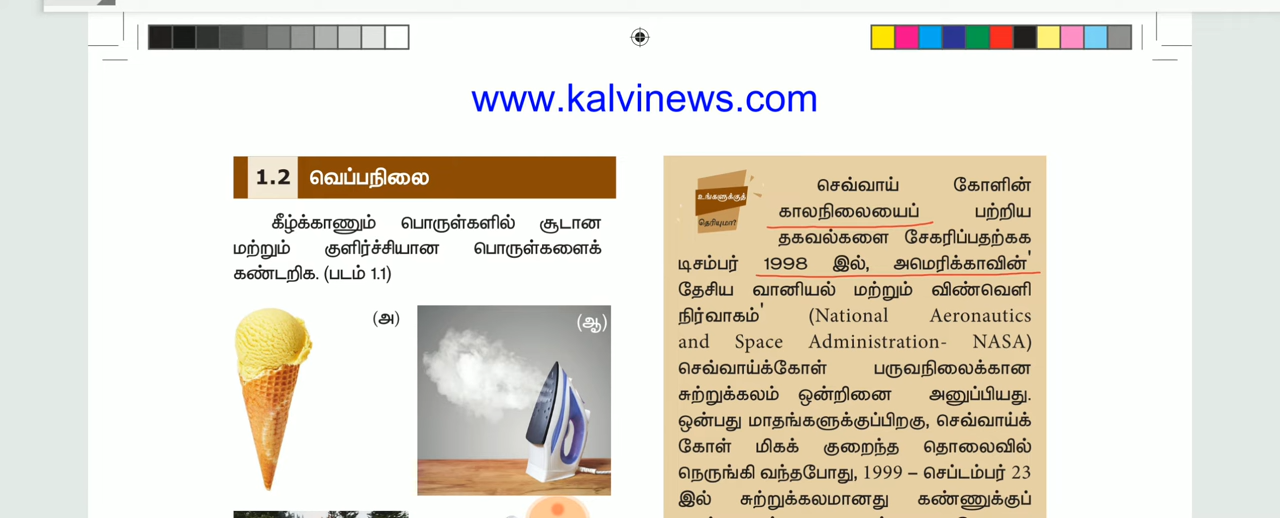 www.kalvinews.com
1.2 வெப்பநிலை
கீழ்க்காணும் பொருள்களில் சூடான
மற்றும் குளிர்ச்சியான பொருள்களைக்
கண்டறிக. (படம் 1.1)
(அ)
(ஆ)
உங்களுக்குத்
தெரியுமா?
செவ்வாய் கோளின்
காலநிலையைப் பற்றிய
தகவல்களை சேகரிப்பதற்கக
டிசம்பர் 1998 இல், அமெரிக்காவின்'
தேசிய வானியல் மற்றும் விண்வெளி
நிர்வாகம்' (National Aeronautics
and Space Administration- NASA)
செவ்வாய்க்கோள் பருவநிலைக்கான
சுற்றுக்கலம் ஒன்றினை அனுப்பியது.
ஒன்பது மாதங்களுக்குப்பிறகு, செவ்வாய்க்
கோள் மிகக் குறைந்த தொலைவில்
நெருங்கி வந்தபோது, 1999 – செப்டம்பர் 23
இல் சுற்றுக்கலமானது கண்ணுக்குப்